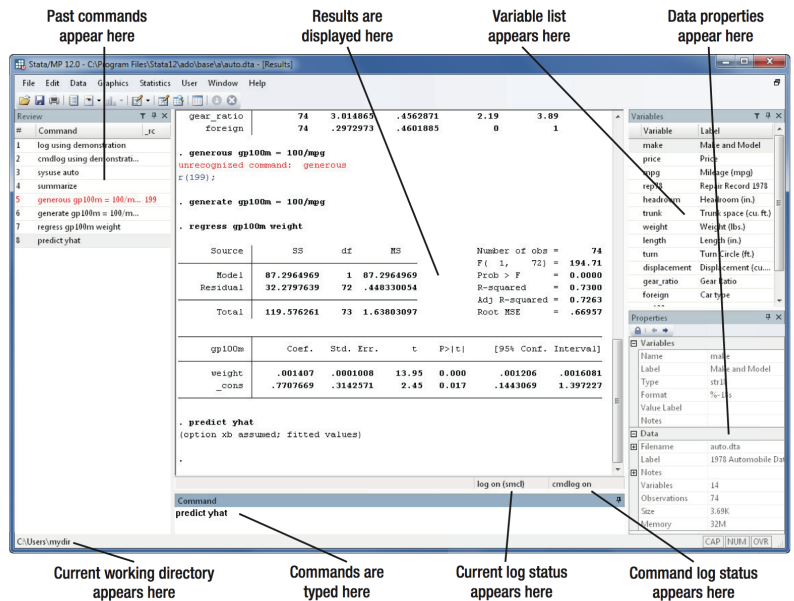 Past commands
appear here
Results are
displayed here
Variable list
appears here
Data properties
appear here
Stata/MP 12.0 - C:\Program Files\Stata12\ado\base\a\auto.dta - [Results]
File Edit Data Graphics Statistics User Window Help
Review
# Command _rc
1 log using demonstration
2 cmdlog using demonstrati...
3 sysuse auto
4 summarize
5 generous gp100m = 100/m... 199
6 generate gp100m = 100/m...
7 regress gp100m weight
8 predict yhat
gear_ratio 74 3.014865 .4562871 2.19 3.89
foreign 74 .2972973 .4601885 0 1
. generous gp100m = 100/mpg
unrecognized command: generous
r(199);
. generate gp100m = 100/mpg
. regress gp100m weight
Source SS df MS Number of obs = 74
F( 1, 72) = 194.71
Model 87.2964969 1 87.2964969 Prob > F = 0.0000
Residual 32.2797639 72 .448330054 R-squared = 0.7300
Adj R-squared = 0.7263
Total 119.576261 73 1.63803097 Root MSE = .66957
gp100m Coef. Std. Err. t P>|t| [95% Conf. Interval]
weight .001407 .0001008 13.95 0.000 .001206 .0016081
_cons .7707669 .3142571 2.45 0.017 .1443069 1.397227
. predict yhat
(option xb assumed; fitted values)
.
log on (smcl) cmdlog on
Command
predict yhat
Variables
Variable Label
make Make and Model
price Price
mpg Mileage (mpg)
rep78 Repair Record 1978
headroom Headroom (in.)
trunk Trunk space (cu. ft.)
weight Weight (lbs.)
length Length (in.)
turn Turn Circle (ft.)
displacement Displacement (cu....
gear_ratio Gear Ratio
foreign Car type
Properties
Variables
Name make
Label Make and Model
Type str18
Format %-18s
Value Label
Notes
Data
Filename auto.dta
Label 1978 Automobile Dat
Notes
Variables 14
Observations 74
Size 3.69K
Memory 32M
C:\Users\mydir
CAP NUM OVR
Current working directory
appears here
Commands are
typed here
Current log status
appears here
Command log status
appears here